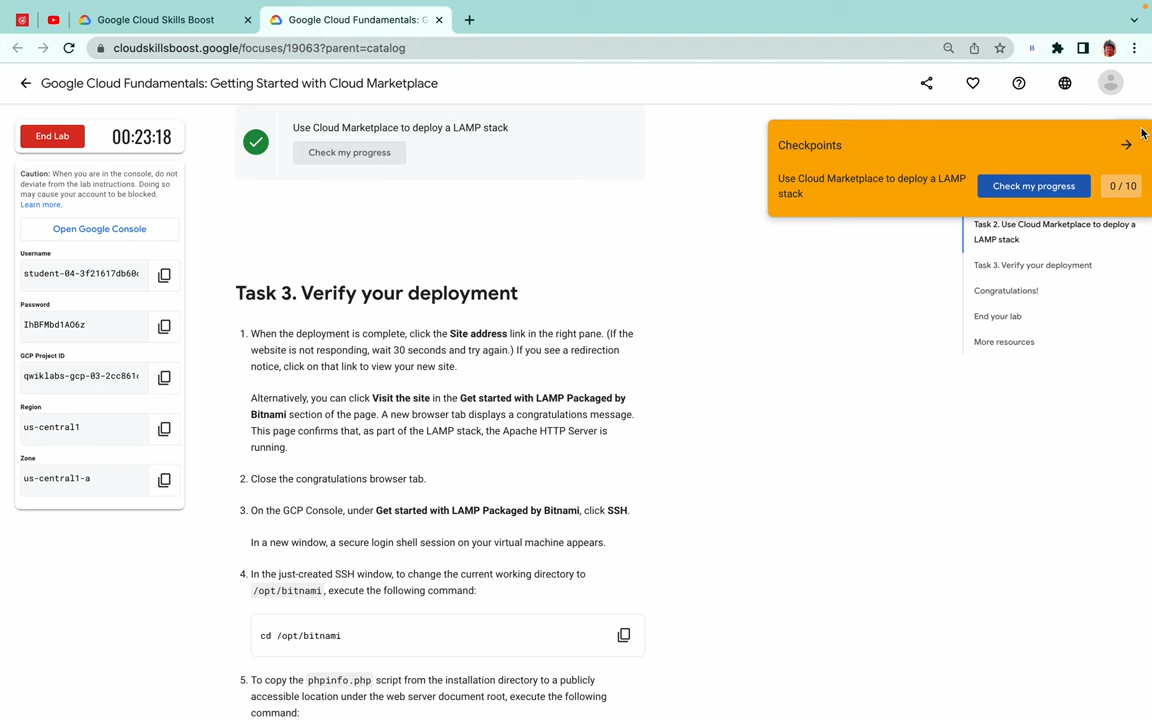 Google Cloud Skills Boost
Google Cloud Fundamentals: G
cloudskillsboost.google/focuses/19063?parent=catalog
Google Cloud Fundamentals: Getting Started with Cloud Marketplace
End Lab
00:23:18
Caution: When you are in the console, do not
deviate from the lab instructions. Doing so
may cause your account to be blocked.
Learn more.
Open Google Console
Username
student-04-3f21617db60
Password
IhBFMbd1AO6z
GCP Project ID
qwiklabs-gcp-03-2cc861
Region
us-central1
Zone
us-central1-a
Use Cloud Marketplace to deploy a LAMP stack
Check my progress
Task 3. Verify your deployment
1. When the deployment is complete, click the Site address link in the right pane. (If the
website is not responding, wait 30 seconds and try again.) If you see a redirection
notice, click on that link to view your new site.
Alternatively, you can click Visit the site in the Get started with LAMP Packaged by
Bitnami section of the page. A new browser tab displays a congratulations message.
This page confirms that, as part of the LAMP stack, the Apache HTTP Server is
running.
2. Close the congratulations browser tab.
3. On the GCP Console, under Get started with LAMP Packaged by Bitnami, click SSH.
In a new window, a secure login shell session on your virtual machine appears.
4. In the just-created SSH window, to change the current working directory to
/opt/bitnami, execute the following command:
cd /opt/bitnami
5. To copy the phpinfo.php script from the installation directory to a publicly
accessible location under the web server document root, execute the following
command:
Checkpoints
Use Cloud Marketplace to deploy a LAMP
stack
Check my progress
0 / 10
Task 2. Use Cloud Marketplace to deploy a
LAMP stack
Task 3. Verify your deployment
Congratulations!
End your lab
More resources